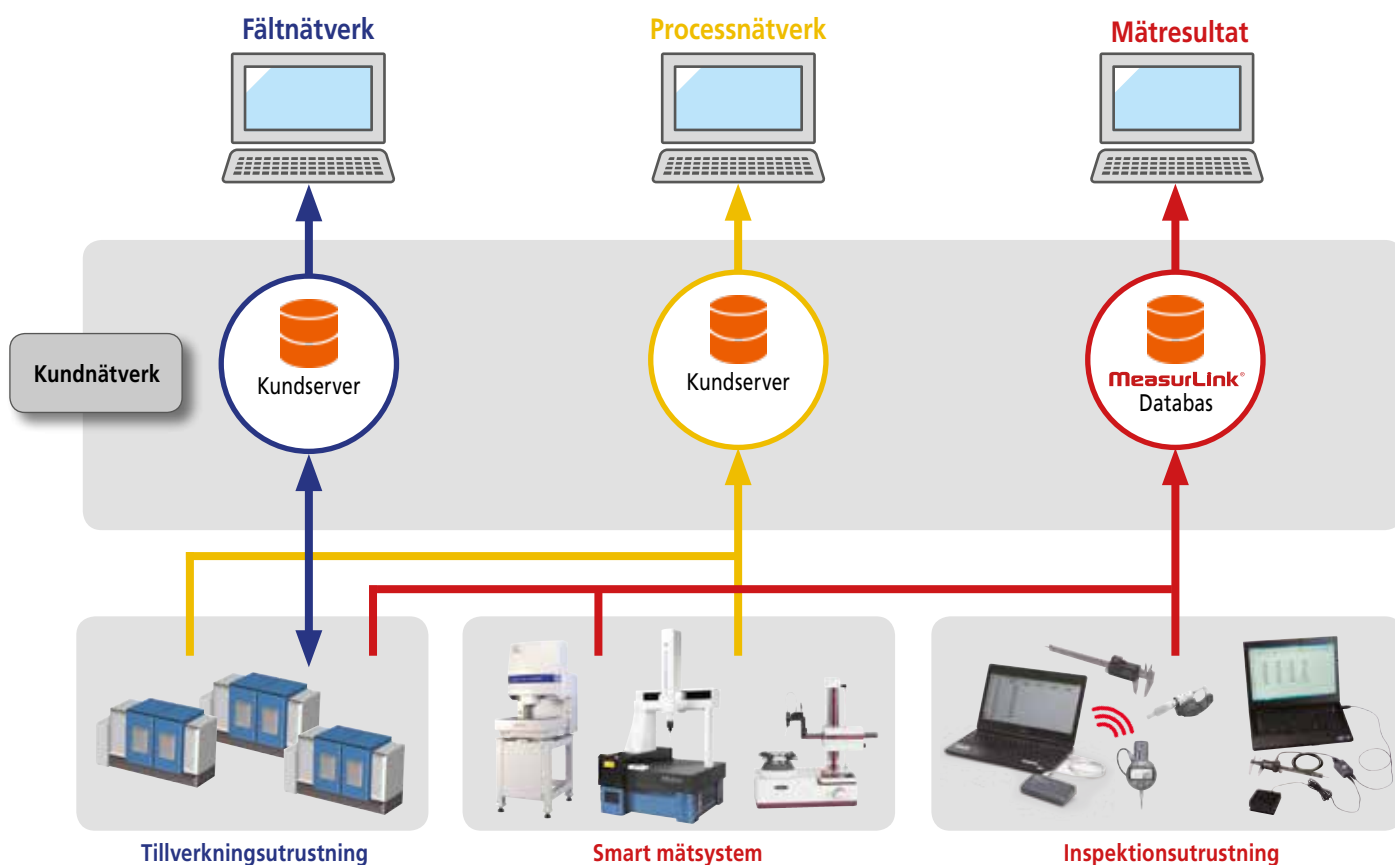 Fältnätverk
Processnätverk
Mätresultat
Kundnätverk
Kundserver
Kundserver
MeasurLink®
Databas
Tillverkningsutrustning
Smart mätsystem
Inspektionsutrustning